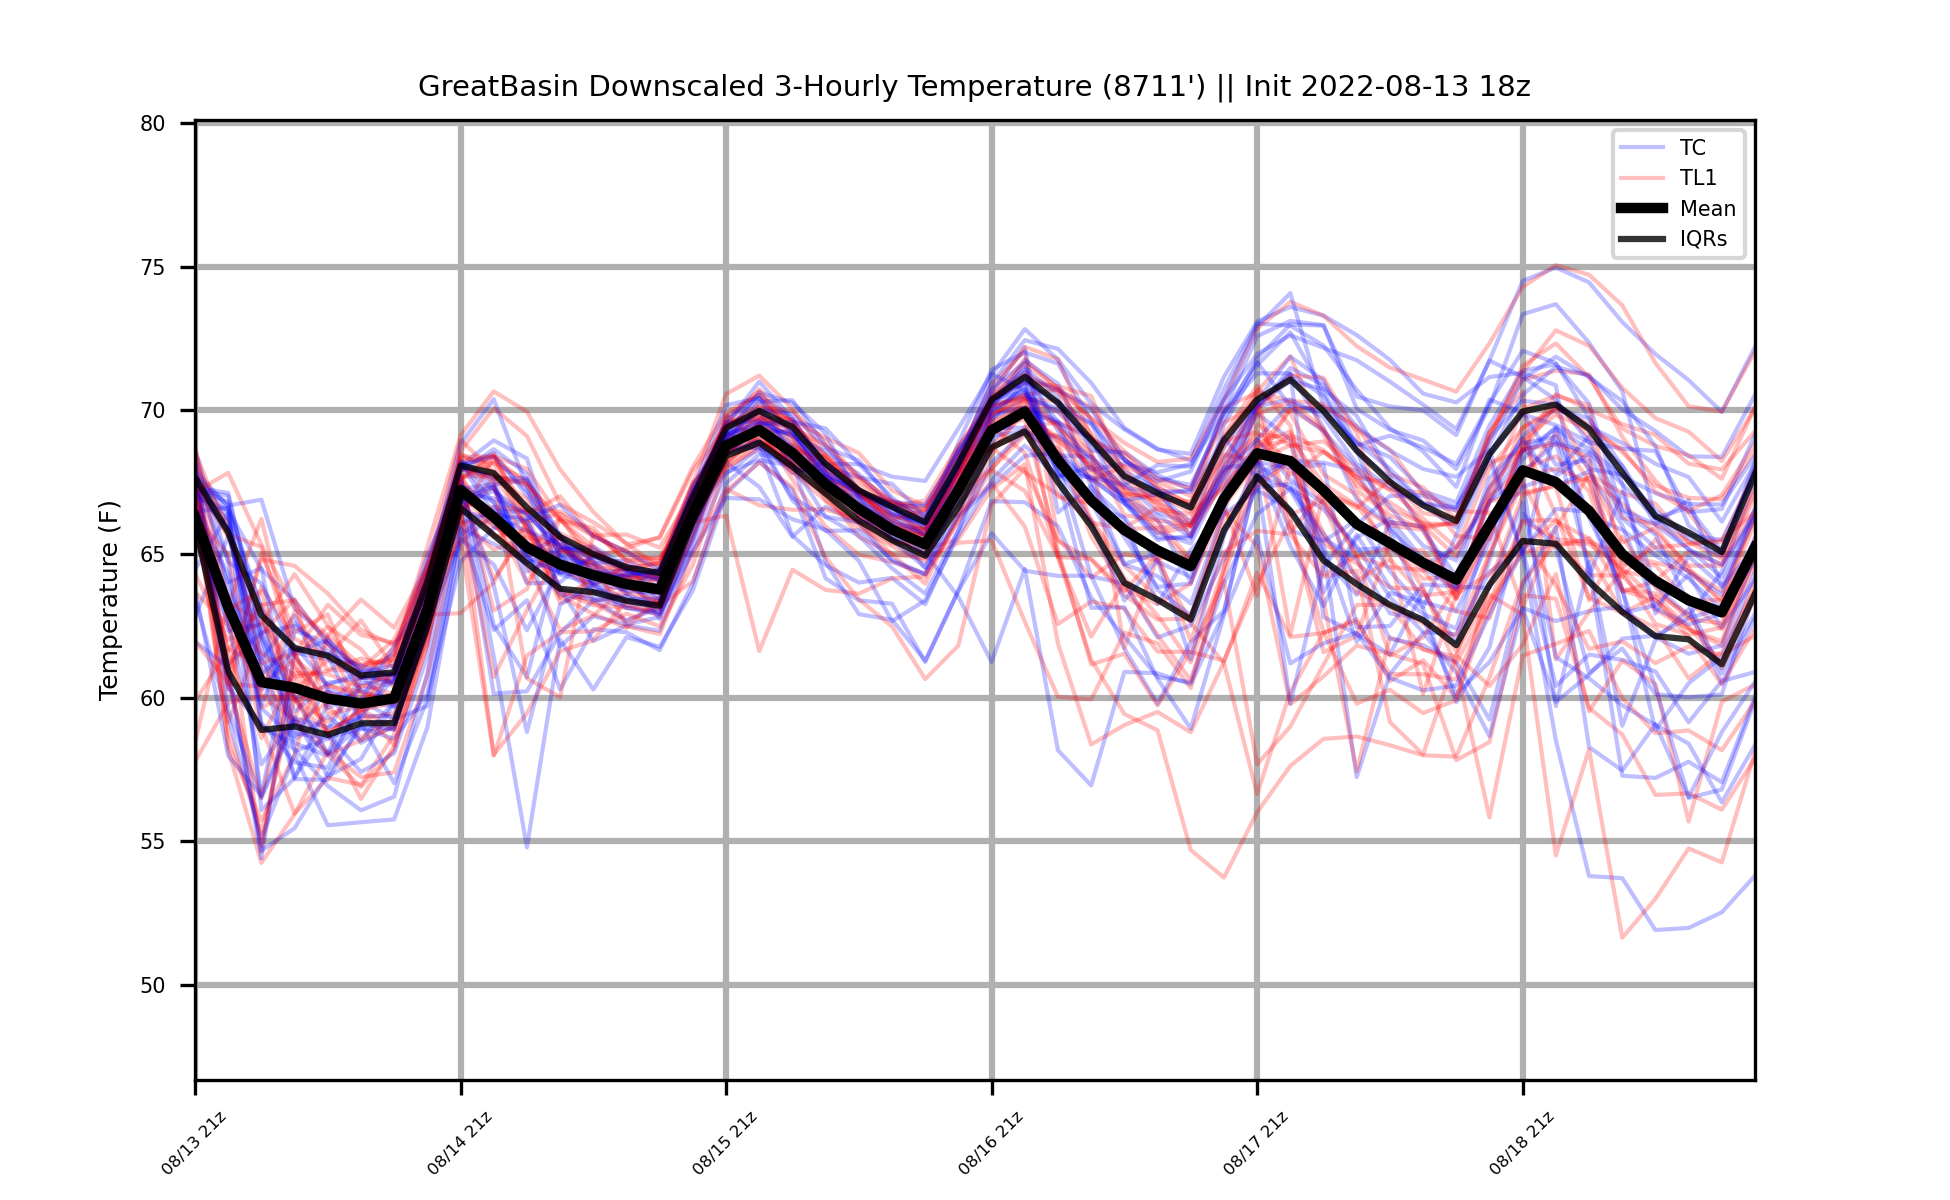 GreatBasin Downscaled 3-Hourly Temperature (8711') || Init 2022-08-13 18z
TC
TL1
Mean
IQRs
Temperature (F)
80
75
70
65
60
55
50
08/13 21z
08/14 21z
08/15 21z
08/16 21z
08/17 21z
08/18 21z